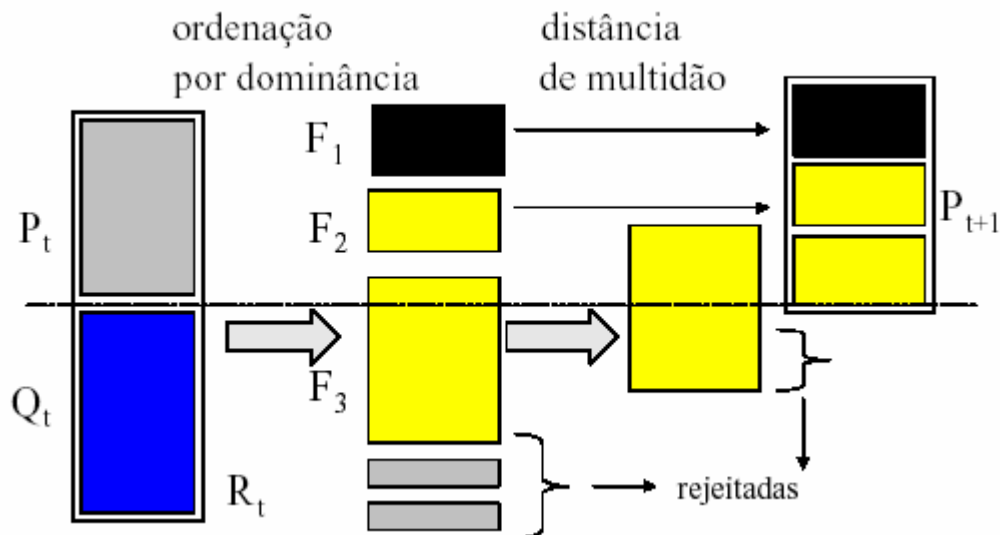 ordenação
por dominância
distância
de multidão
F1
F2
Pt
Pt+1
F3
Qt
Rt
rejeitadas